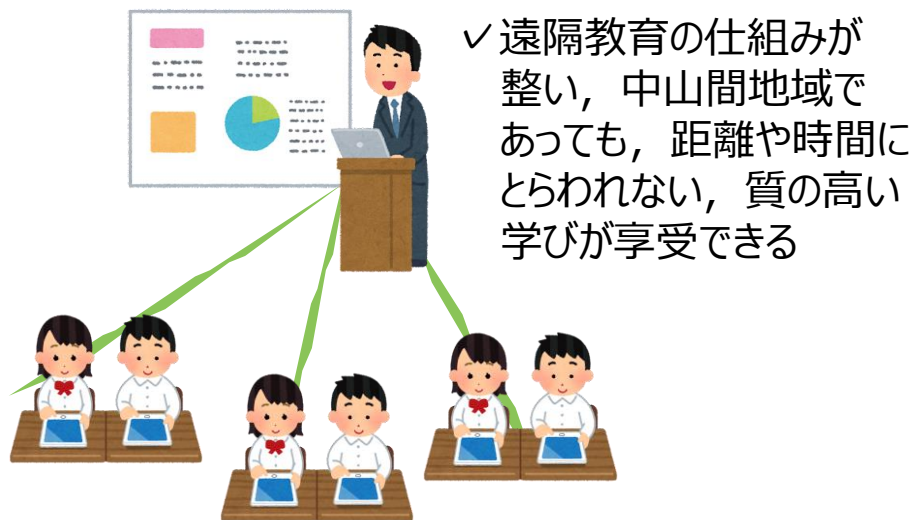 ✓遠隔教育の仕組みが
整い，中山間地域で
あっても，距離や時間に
とらわれない，質の高い
学びが享受できる